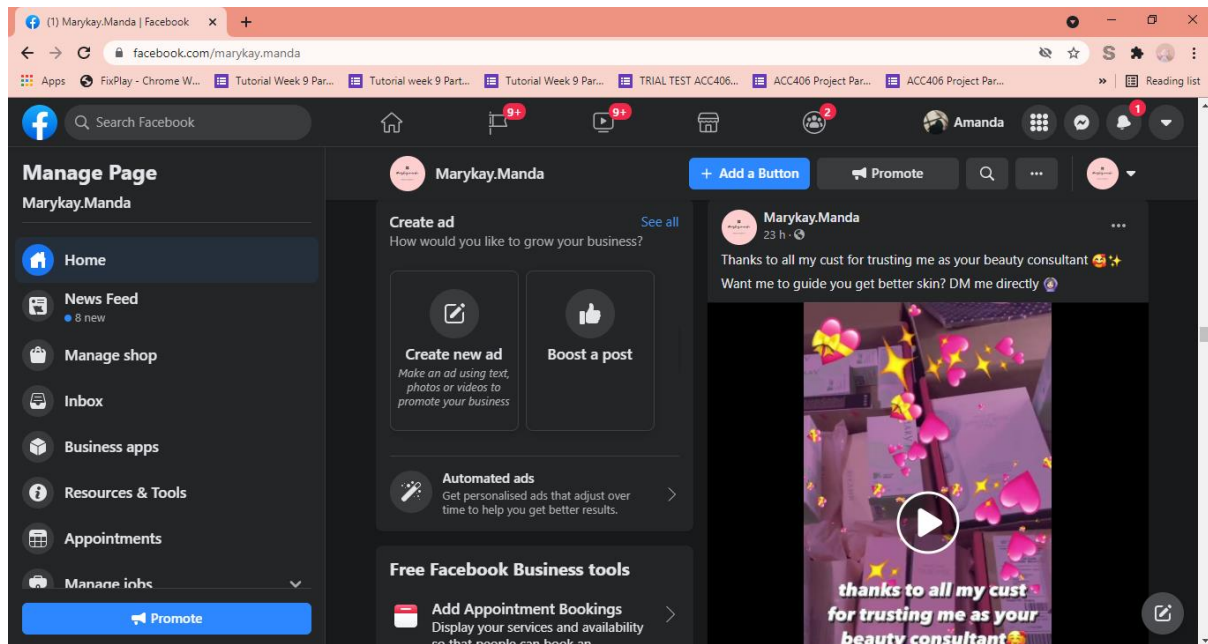 (1) Marykay.Manda | Facebook
facebook.com/marykay.manda
Apps
FixPlay - Chrome W...
Tutorial Week 9 Par...
Tutorial week 9 Part...
Tutorial Week 9 Par...
TRIAL TEST ACC406...
ACC406 Project Par...
ACC406 Project Par...
Reading list
Search Facebook
9+
9+
2
Amanda
1
Manage Page
Marykay.Manda
Home
News Feed
8 new
Manage shop
Inbox
Business apps
Resources & Tools
Appointments
Manage jobs
Promote
Marykay.Manda
+ Add a Button
Promote
Create ad
See all
How would you like to grow your business?
Create new ad
Make an ad using text,
photos or videos to
promote your business
Boost a post
Automated ads
Get personalised ads that adjust over
time to help you get better results.
Free Facebook Business tools
Add Appointment Bookings
Display your services and availability
so that people can book an
Marykay.Manda
23 h ·
Thanks to all my cust for trusting me as your beauty consultant 🥰✨
Want me to guide you get better skin? DM me directly
thanks to all my cust
for trusting me as your
beauty consultant🥰